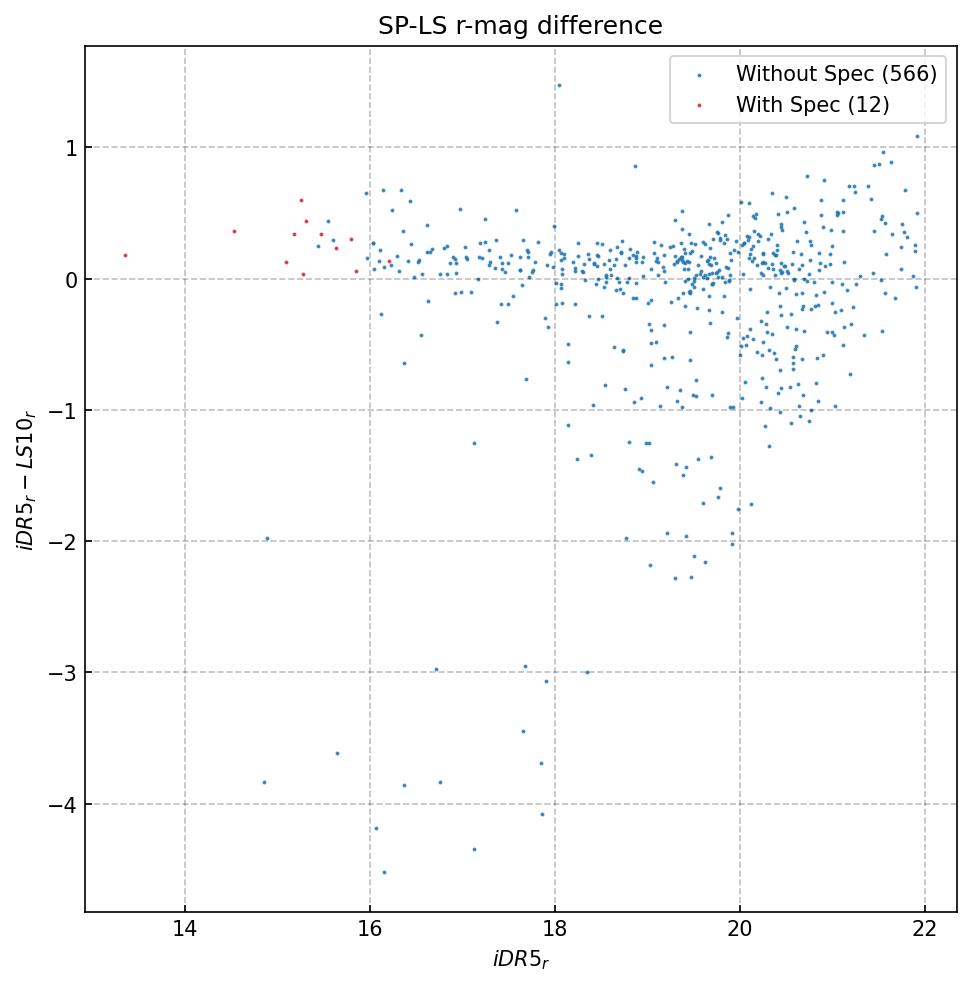 SP-LS r-mag difference
Without Spec (566)
With Spec (12)
1
0
−1
−2
−3
−4
iDR5r − LS10r
14 16 18 20 22
iDR5r